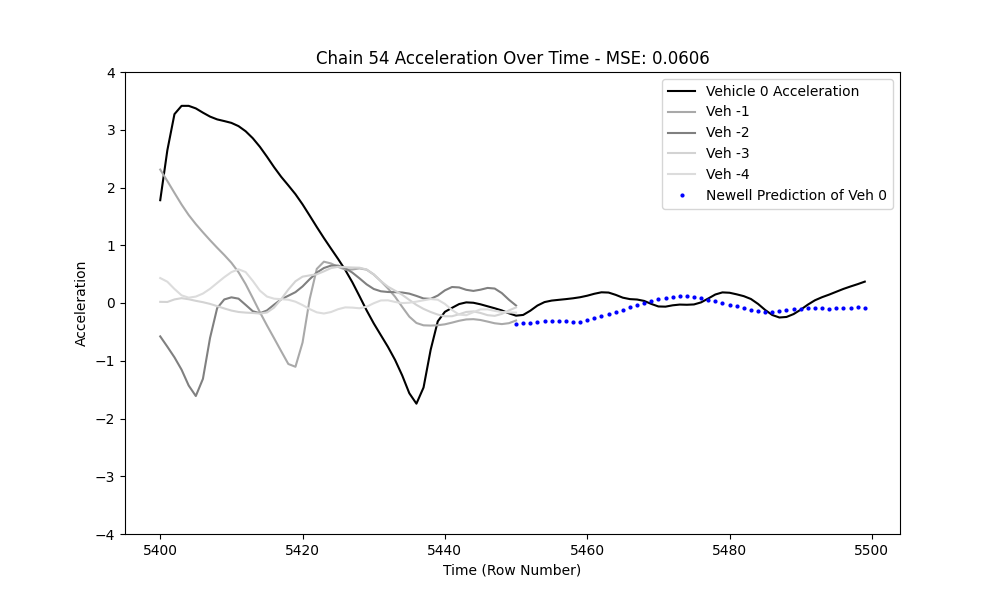 Chain 54 Acceleration Over Time - MSE: 0.0606
Acceleration
4
3
2
1
0
−1
−2
−3
−4
Vehicle 0 Acceleration
Veh -1
Veh -2
Veh -3
Veh -4
Newell Prediction of Veh 0
5400 5420 5440 5460 5480 5500
Time (Row Number)